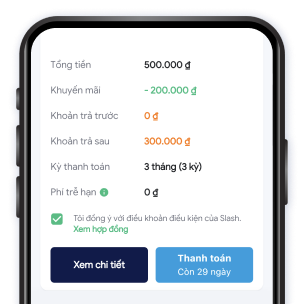 Tổng tiền 500.000 ₫
Khuyến mãi - 200.000 ₫
Khoản trả trước 0 ₫
Khoản trả sau 300.000 ₫
Kỳ thanh toán 3 tháng (3 kỳ)
Phí trễ hạn 0 ₫
Tôi đồng ý với điều khoản điều kiện của Slash.
Xem hợp đồng
Xem chi tiết
Thanh toán
Còn 29 ngày